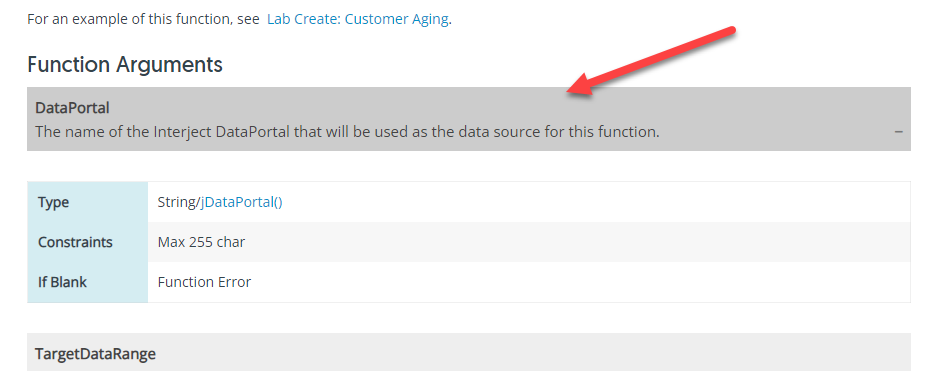 For an example of this function, see Lab Create: Customer Aging.
Function Arguments
DataPortal
The name of the Interject DataPortal that will be used as the data source for this function.
–
Type String/jDataPortal()
Constraints Max 255 char
If Blank Function Error
TargetDataRange